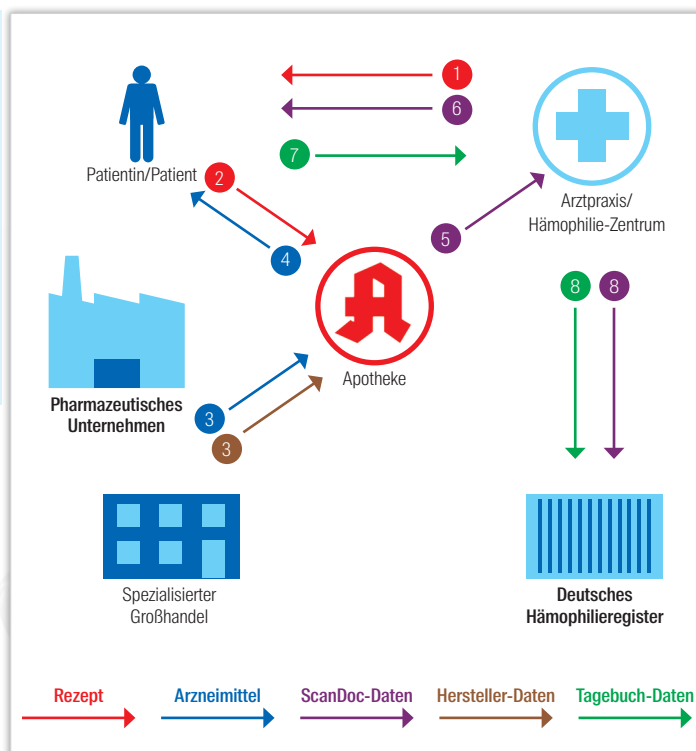 1
6
7
Patientin/Patient
2
Arztpraxis/
Hämophilie-Zentrum
5
4
8 8
Apotheke
Pharmazeutisches
Unternehmen
3
3
Spezialisierter
Großhandel
Deutsches
Hämophilieregister
Rezept Arzneimittel ScanDoc-Daten Hersteller-Daten Tagebuch-Daten